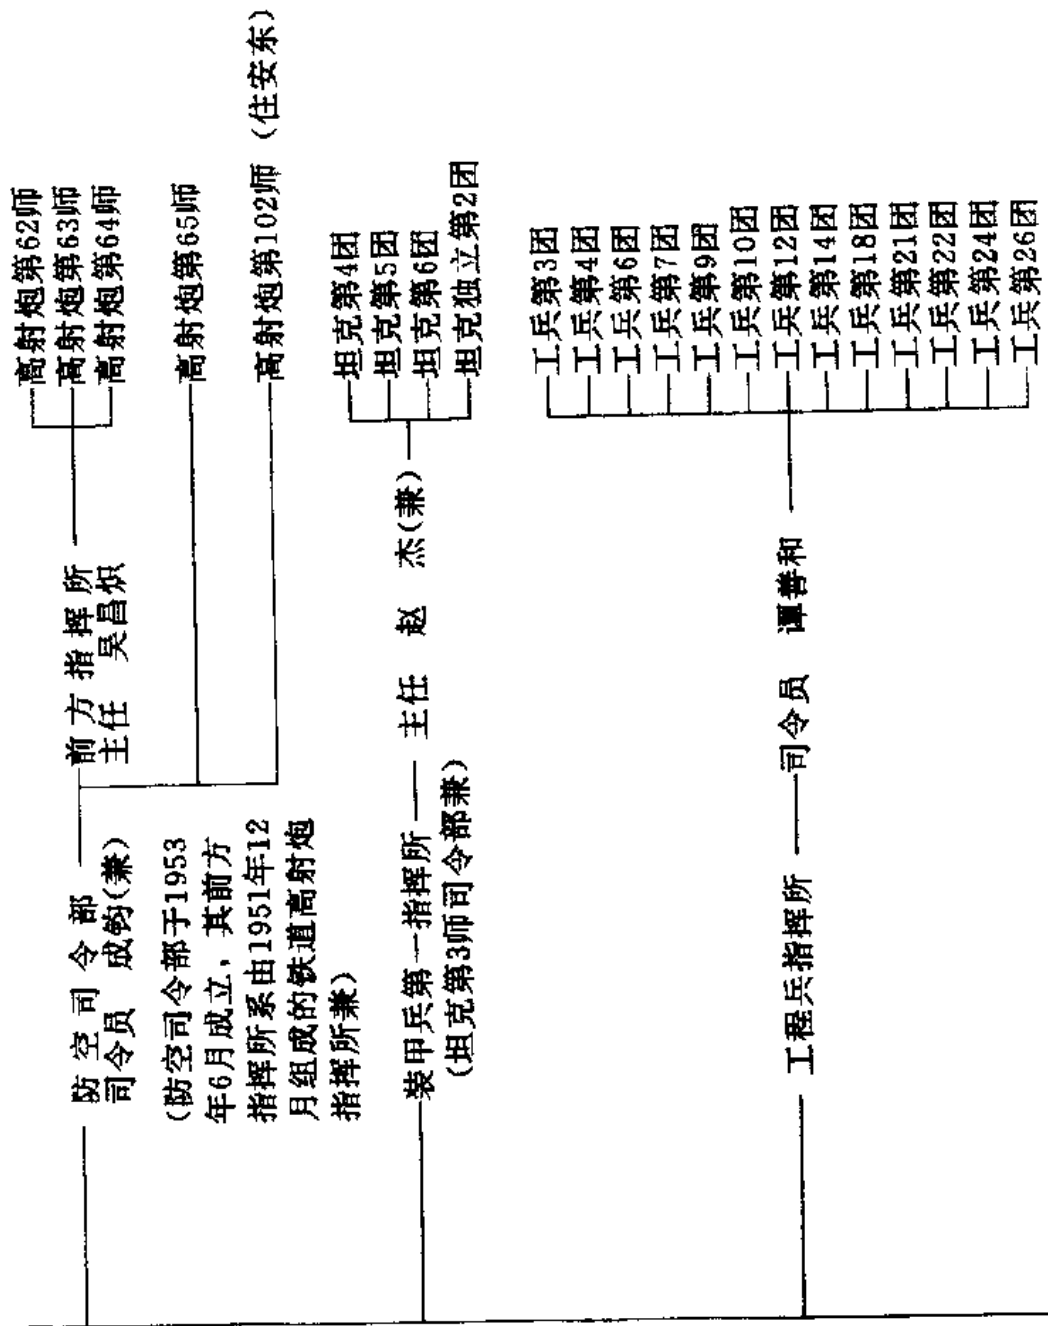 防空司令部
司令员 成钧(兼)
(防空司令部于1953
年6月成立，其前方
指挥所系由1951年12
月组成的铁道高射炮
指挥所兼)
前方指挥所
主任 吴昌炽
高射炮第62师
高射炮第63师
高射炮第64师
高射炮第65师
高射炮第102师 (住安东)
装甲兵第一指挥所
(坦克第3师司令部兼)
主任 赵 杰(兼)
坦克第4团
坦克第5团
坦克第6团
坦克独立第2团
工程兵指挥所
司令员 谭善和
工兵第3团
工兵第4团
工兵第6团
工兵第7团
工兵第9团
工兵第10团
工兵第12团
工兵第14团
工兵第18团
工兵第21团
工兵第22团
工兵第24团
工兵第26团